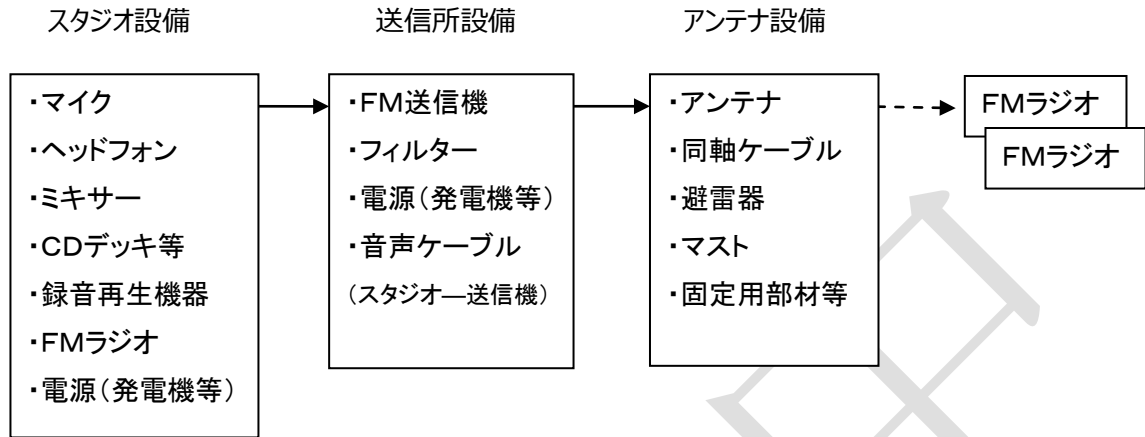 スタジオ設備
送信所設備
アンテナ設備
・マイク
・ヘッドフォン
・ミキサー
・CDデッキ等
・録音再生機器
・FMラジオ
・電源(発電機等)
・FM送信機
・フィルター
・電源(発電機等)
・音声ケーブル
(スタジオ―送信機)
・アンテナ
・同軸ケーブル
・避雷器
・マスト
・固定用部材等
FMラジオ
FMラジオ